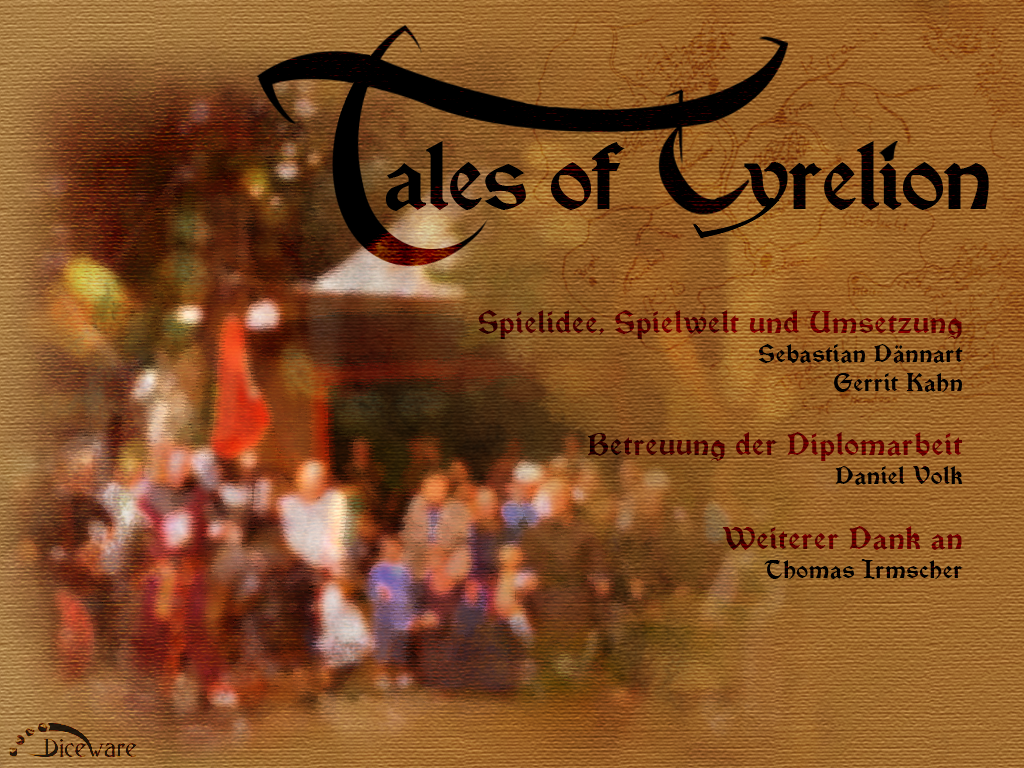 Tales of Tyrelion
Spielidee, Spielwelt und Umsetzung
Sebastian Dännart
Gerrit Kahn
Betreuung der Diplomarbeit
Daniel Volk
Weiterer Dank an
Thomas Irmscher
Diceware